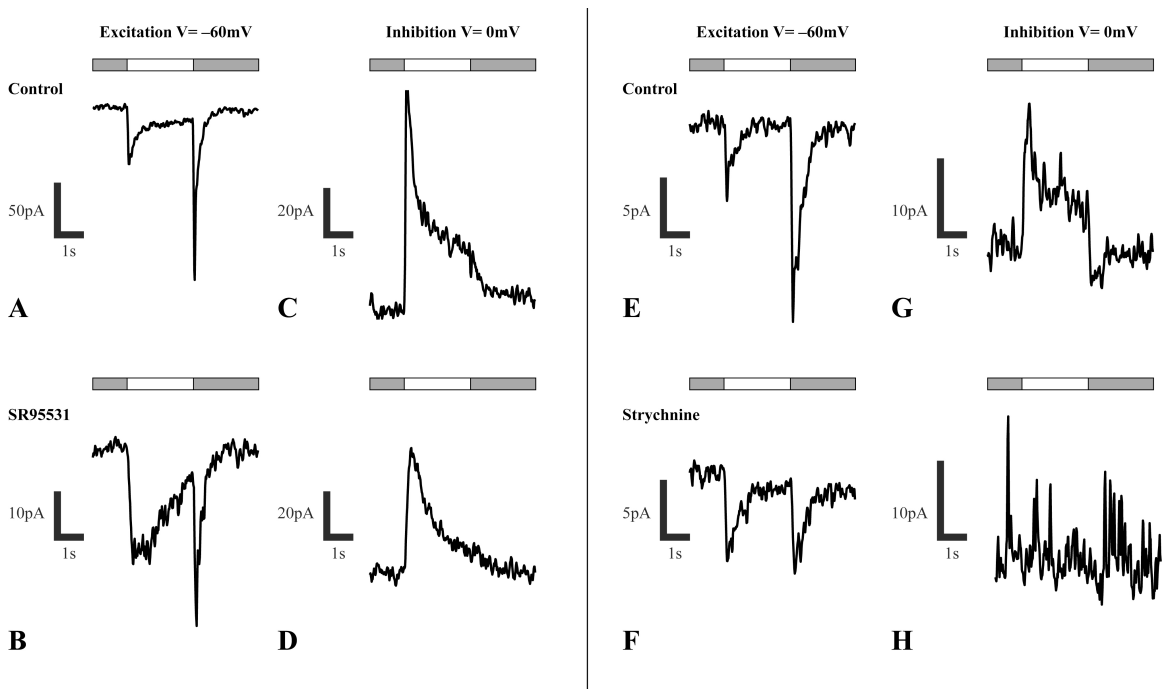 Excitation V= –60mV
Inhibition V= 0mV
Excitation V= –60mV
Inhibition V= 0mV
Control
Control
50pA
1s
20pA
1s
5pA
1s
10pA
1s
A
C
E
G
SR95531
Strychnine
10pA
1s
20pA
1s
5pA
1s
10pA
1s
B
D
F
H